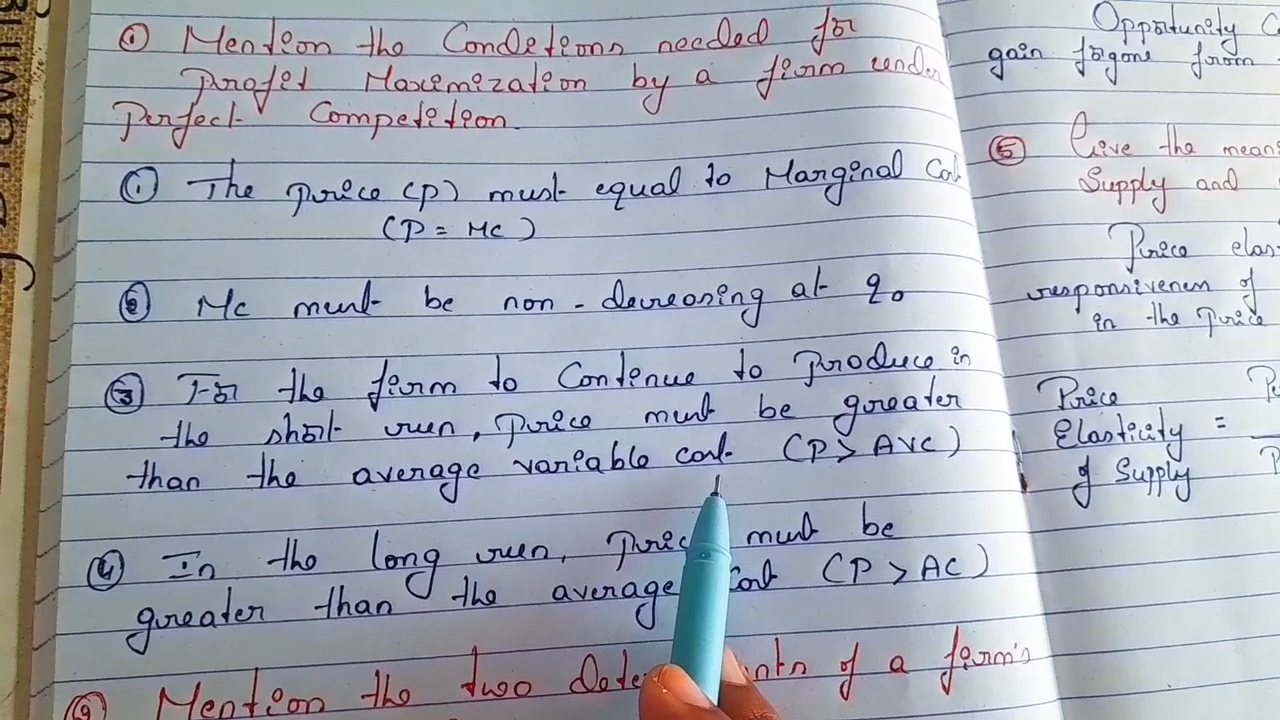 ① Mention the Conditions needed for
Profit Maximization by a firm under
Perfect Competition.
① The price (P) must equal to Marginal Cost
(P = MC)
② Mc must be non-decreasing at q₀
③ For the firm to Continue to Produce in
the short run, price must be greater
than the average variable cost (P > AVC)
④ In the long run, Price must be
greater than the average Cost (P > AC)
② Mention the two of a firm's
Opportunity
gain forgone from
⑤ Give the
Supply and
Price
responsiveness of
in the price
Price
Elasticity =
of Supply